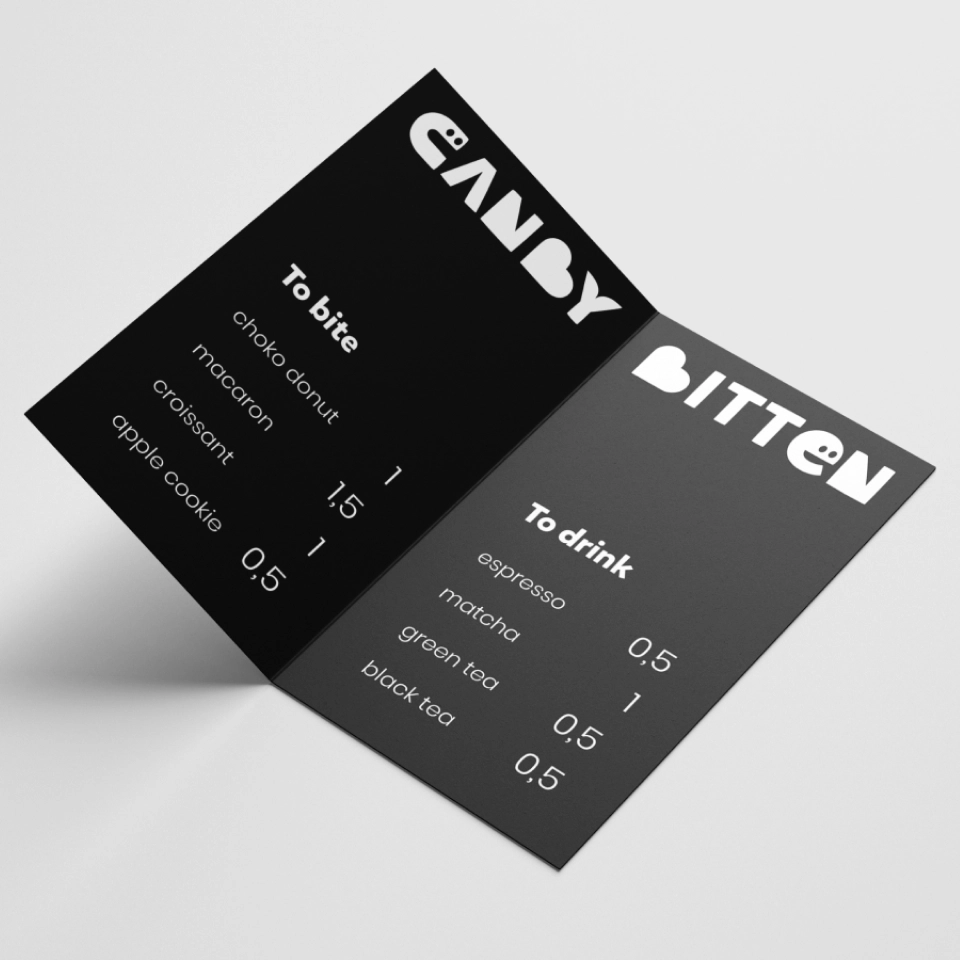 CANDY
To bite
choko donut 1
macaron 1,5
croissant 1
apple cookie 0,5
BITTEN
To drink
espresso 0,5
matcha 1
green tea 0,5
black tea 0,5